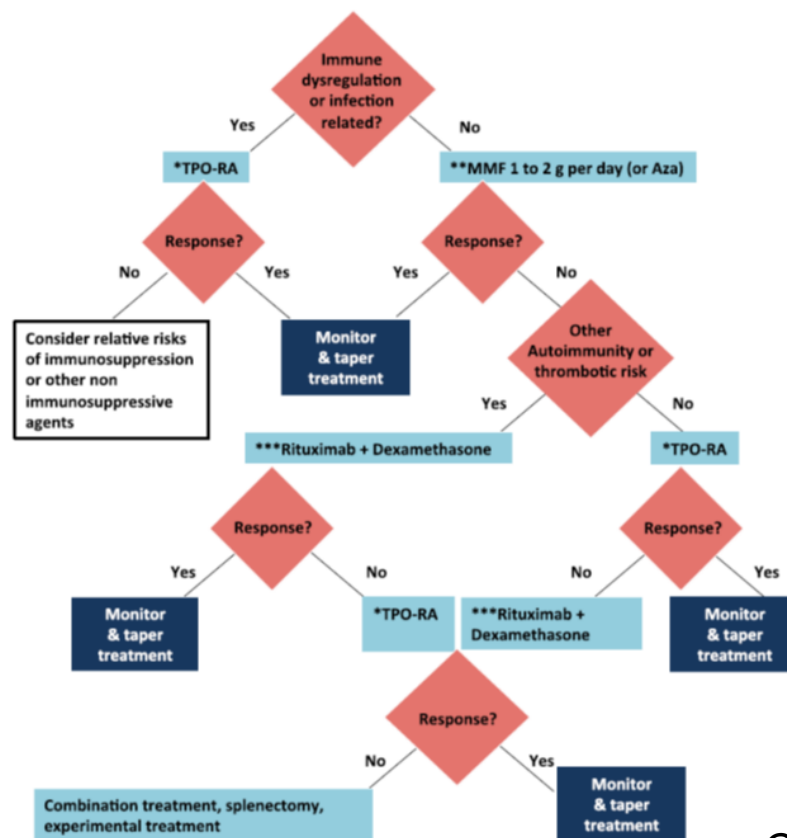 Immune
dysregulation
or infection
related?
Yes
No
*TPO-RA
**MMF 1 to 2 g per day (or Aza)
Response?
Response?
No
Yes
Yes
No
Consider relative risks
of immunosuppression
or other non
immunosuppressive
agents
Monitor
& taper
treatment
Other
Autoimmunity or
thrombotic risk
Yes
No
***Rituximab + Dexamethasone
*TPO-RA
Response?
Response?
Yes
No
No
Yes
Monitor
& taper
treatment
*TPO-RA
***Rituximab +
Dexamethasone
Monitor
& taper
treatment
Response?
No
Yes
Combination treatment, splenectomy,
experimental treatment
Monitor
& taper
treatment